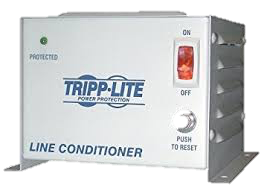 PROTECTED
ON
TRIPP·LITE
POWER PROTECTION
OFF
LINE CONDITIONER
PUSH
TO RESET